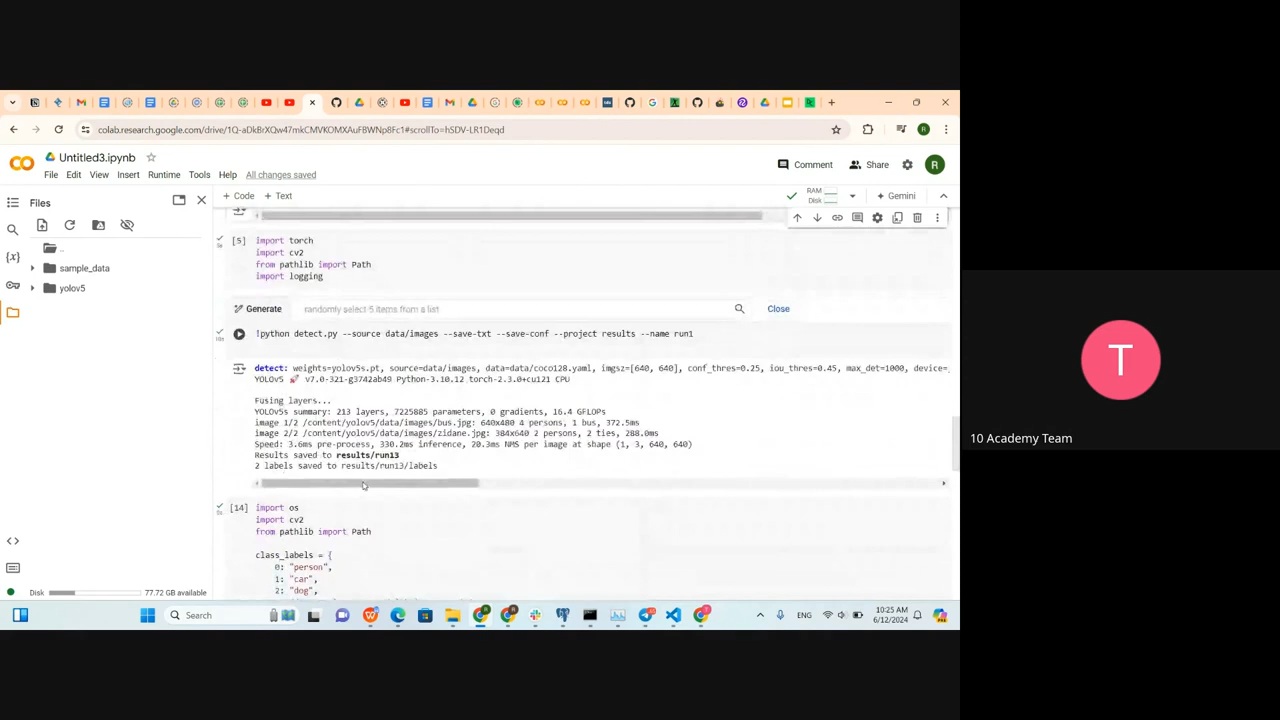 colab.research.google.com/drive/1Q-aDkBrXQw47mkCMVKOMXAuFBWNp8Fc1#scrollTo=hSDV-LR1Deqd
R
Untitled3.ipynb
File Edit View Insert Runtime Tools Help All changes saved
Comment Share R
Files
+ Code + Text
RAM
Disk
Gemini
..
sample_data
yolov5
[5] import torch
import cv2
from pathlib import Path
import logging
Generate randomly select 5 items from a list Close
!python detect.py --source data/images --save-txt --save-conf --project results --name run1
detect: weights=yolov5s.pt, source=data/images, data=data/coco128.yaml, imgsz=[640, 640], conf_thres=0.25, iou_thres=0.45, max_det=1000, device=,
YOLOv5 🚀 v7.0-321-g3742ab49 Python-3.10.12 torch-2.3.0+cu121 CPU
Fusing layers...
YOLOv5s summary: 213 layers, 7225885 parameters, 0 gradients, 16.4 GFLOPs
image 1/2 /content/yolov5/data/images/bus.jpg: 640x480 4 persons, 1 bus, 372.5ms
image 2/2 /content/yolov5/data/images/zidane.jpg: 384x640 2 persons, 2 ties, 288.0ms
Speed: 3.6ms pre-process, 330.2ms inference, 20.3ms NMS per image at shape (1, 3, 640, 640)
Results saved to results/run13
2 labels saved to results/run13/labels
[14] import os
import cv2
from pathlib import Path
class_labels = {
0: "person",
1: "car",
2: "dog",
Disk 77.72 GB available
Search
ENG
10:25 AM
6/12/2024
T
10 Academy Team